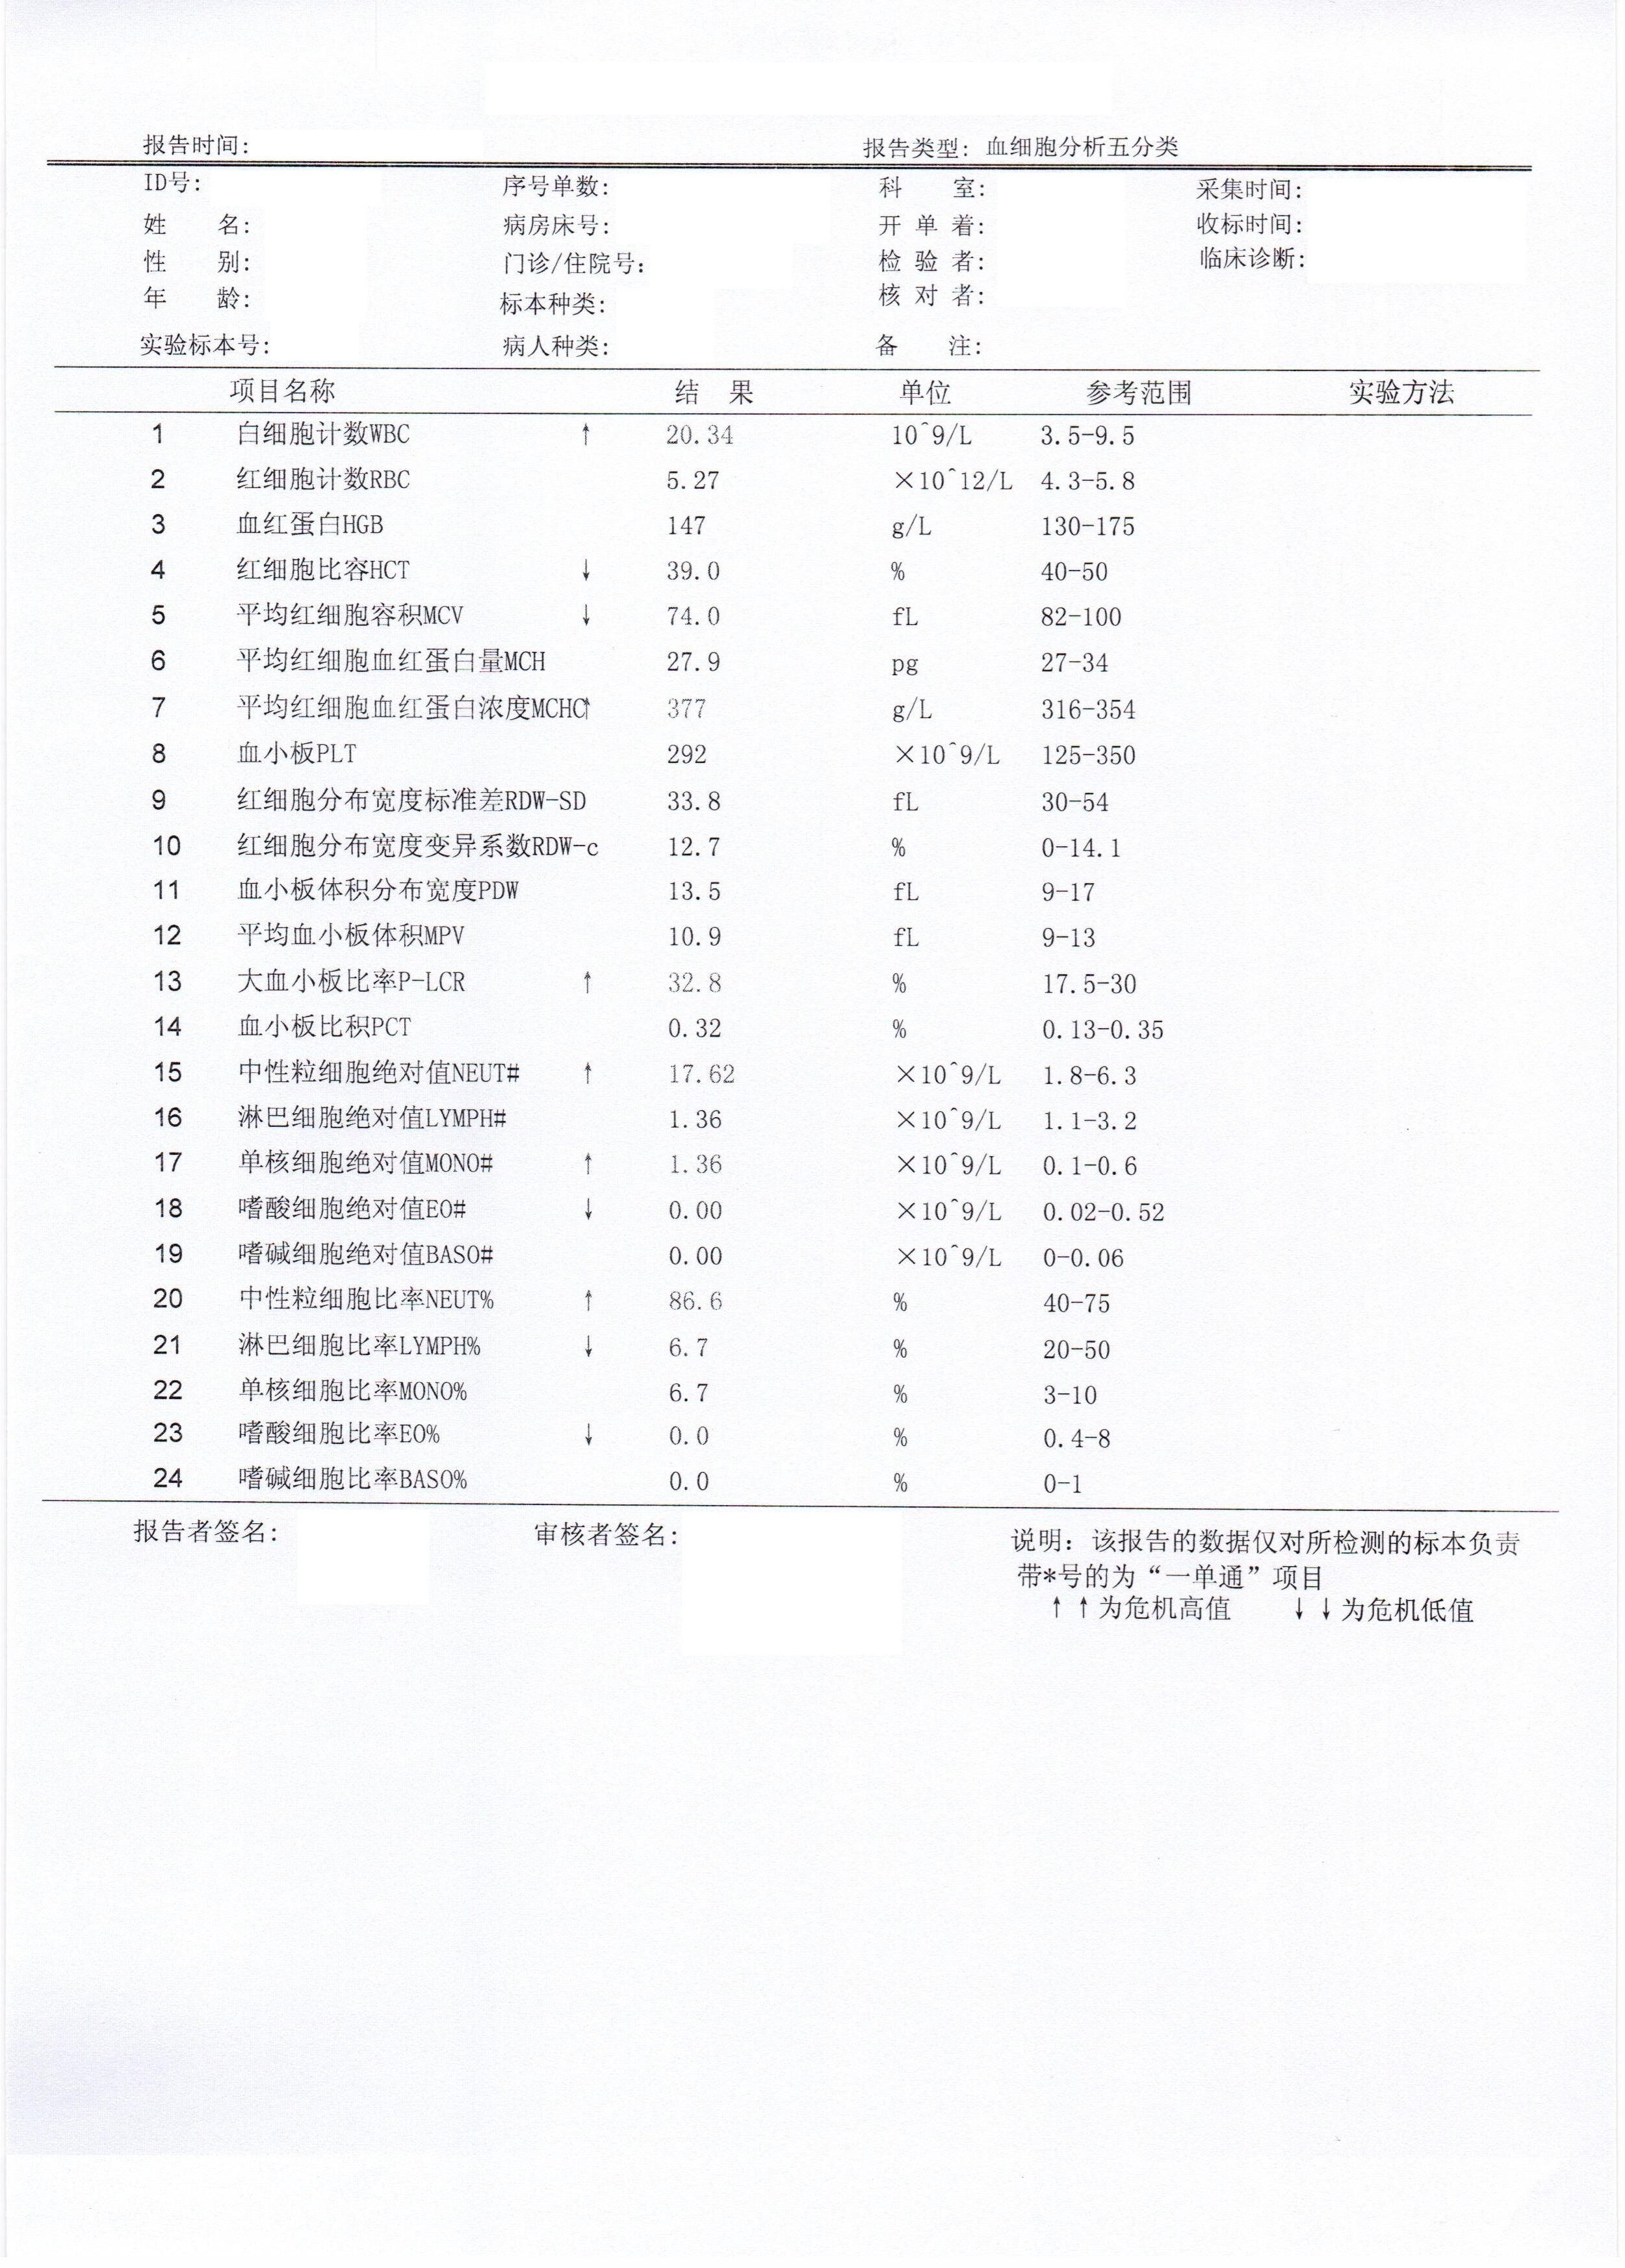 报告时间: 报告类型: 血细胞分析五分类
ID号: 序号单数: 科 室: 采集时间:
姓 名: 病房床号: 开 单 着: 收标时间:
性 别: 门诊/住院号: 检 验 者: 临床诊断:
年 龄: 标本种类: 核 对 者:
实验标本号: 病人种类: 备 注:
项目名称 结 果 单位 参考范围 实验方法
1 白细胞计数WBC ↑ 20.34 10^9/L 3.5-9.5
2 红细胞计数RBC 5.27 ×10^12/L 4.3-5.8
3 血红蛋白HGB 147 g/L 130-175
4 红细胞比容HCT ↓ 39.0 % 40-50
5 平均红细胞容积MCV ↓ 74.0 fL 82-100
6 平均红细胞血红蛋白量MCH 27.9 pg 27-34
7 平均红细胞血红蛋白浓度MCHC↑ 377 g/L 316-354
8 血小板PLT 292 ×10^9/L 125-350
9 红细胞分布宽度标准差RDW-SD 33.8 fL 30-54
10 红细胞分布宽度变异系数RDW-c 12.7 % 0-14.1
11 血小板体积分布宽度PDW 13.5 fL 9-17
12 平均血小板体积MPV 10.9 fL 9-13
13 大血小板比率P-LCR ↑ 32.8 % 17.5-30
14 血小板比积PCT 0.32 % 0.13-0.35
15 中性粒细胞绝对值NEUT# ↑ 17.62 ×10^9/L 1.8-6.3
16 淋巴细胞绝对值LYMPH# 1.36 ×10^9/L 1.1-3.2
17 单核细胞绝对值MONO# ↑ 1.36 ×10^9/L 0.1-0.6
18 嗜酸细胞绝对值EO# ↓ 0.00 ×10^9/L 0.02-0.52
19 嗜碱细胞绝对值BASO# 0.00 ×10^9/L 0-0.06
20 中性粒细胞比率NEUT% ↑ 86.6 % 40-75
21 淋巴细胞比率LYMPH% ↓ 6.7 % 20-50
22 单核细胞比率MONO% 6.7 % 3-10
23 嗜酸细胞比率EO% ↓ 0.0 % 0.4-8
24 嗜碱细胞比率BASO% 0.0 % 0-1
报告者签名: 审核者签名: 说明: 该报告的数据仅对所检测的标本负责
带*号的为“一单通”项目
↑↑为危机高值 ↓↓为危机低值